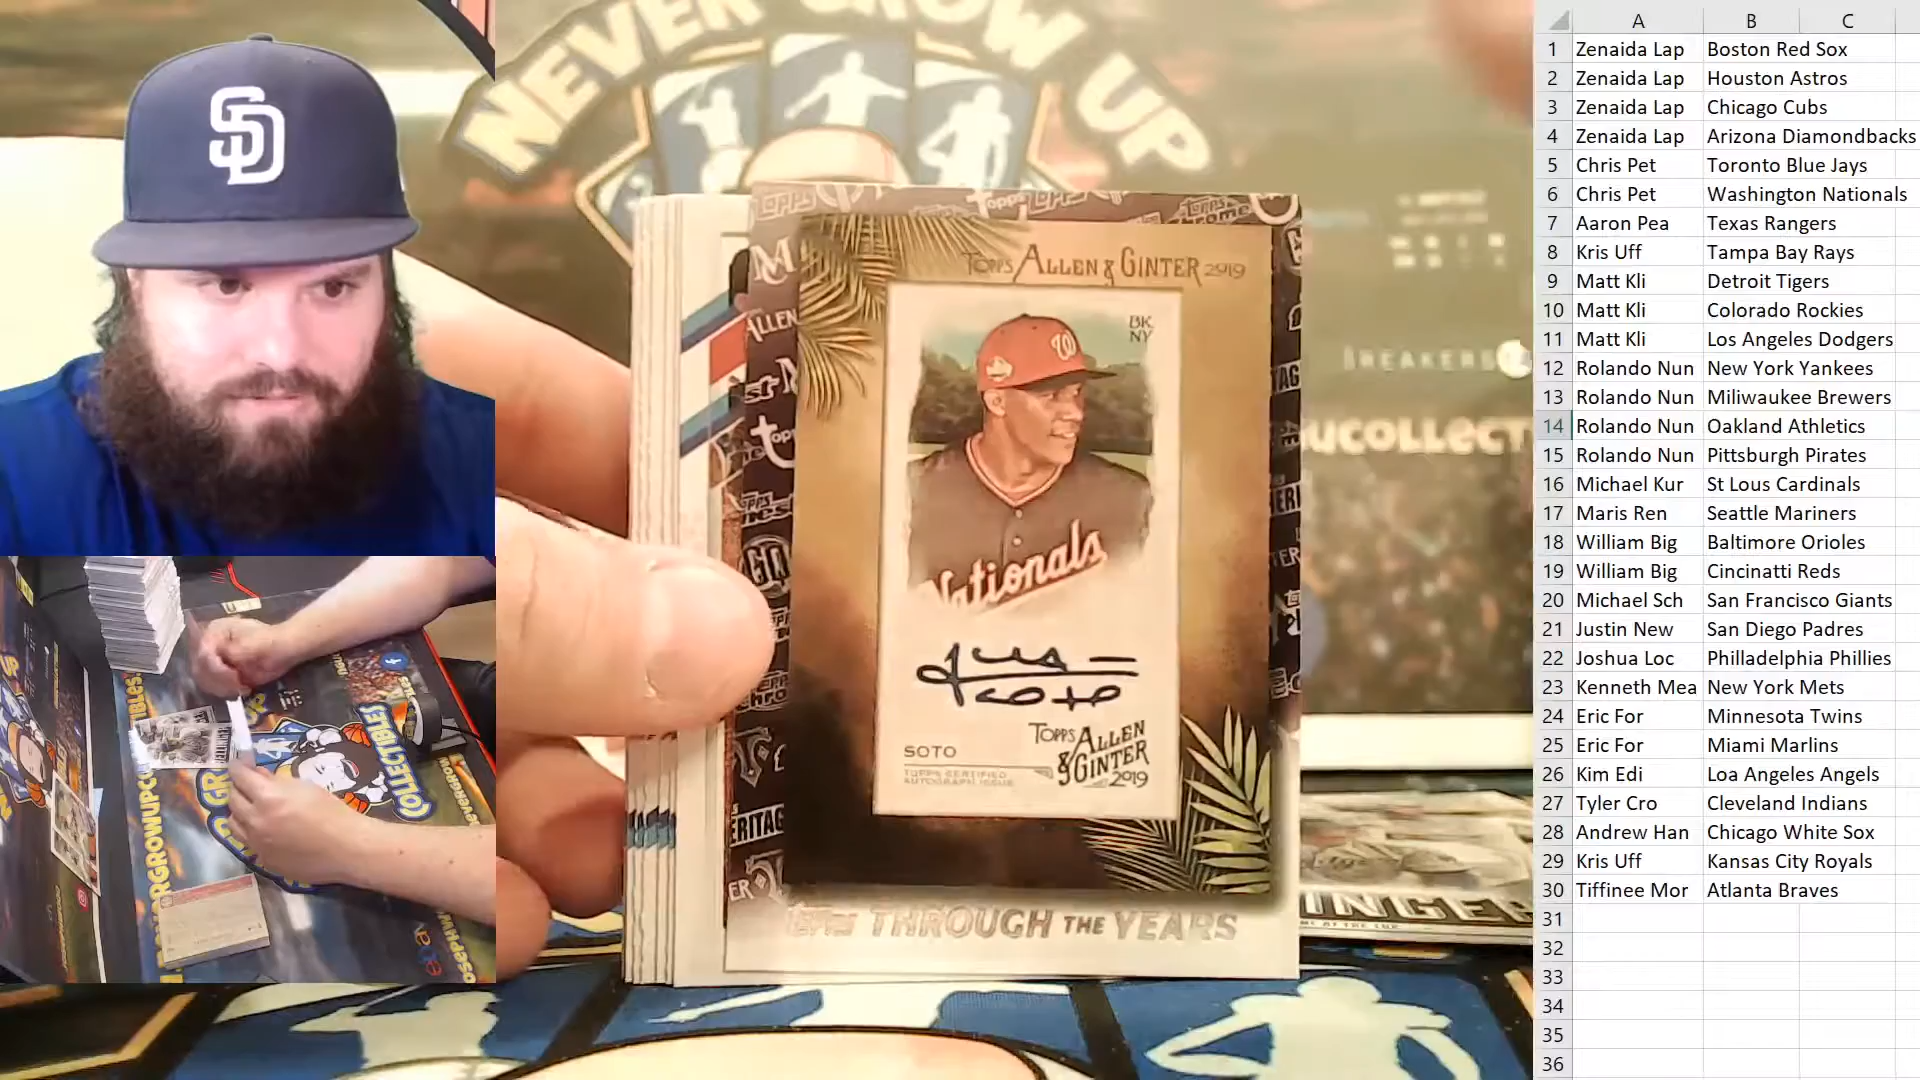 SD
NEVER GROW UP
TOPPS ALLEN & GINTER 2019
BK
NY
W
Nationals
SOTO
TOPPS CERTIFIED
AUTOGRAPH ISSUE
TOPPS ALLEN
& GINTER
2019
THROUGH THE YEARS
BREAKERS
UCOLLECT
INGER
COLLECTIBLES
ebay
A B C
1 Zenaida Lap Boston Red Sox
2 Zenaida Lap Houston Astros
3 Zenaida Lap Chicago Cubs
4 Zenaida Lap Arizona Diamondbacks
5 Chris Pet Toronto Blue Jays
6 Chris Pet Washington Nationals
7 Aaron Pea Texas Rangers
8 Kris Uff Tampa Bay Rays
9 Matt Kli Detroit Tigers
10 Matt Kli Colorado Rockies
11 Matt Kli Los Angeles Dodgers
12 Rolando Nun New York Yankees
13 Rolando Nun Miliwaukee Brewers
14 Rolando Nun Oakland Athletics
15 Rolando Nun Pittsburgh Pirates
16 Michael Kur St Lous Cardinals
17 Maris Ren Seattle Mariners
18 William Big Baltimore Orioles
19 William Big Cincinatti Reds
20 Michael Sch San Francisco Giants
21 Justin New San Diego Padres
22 Joshua Loc Philladelphia Phillies
23 Kenneth Mea New York Mets
24 Eric For Minnesota Twins
25 Eric For Miami Marlins
26 Kim Edi Loa Angeles Angels
27 Tyler Cro Cleveland Indians
28 Andrew Han Chicago White Sox
29 Kris Uff Kansas City Royals
30 Tiffinee Mor Atlanta Braves
31
32
33
34
35
36